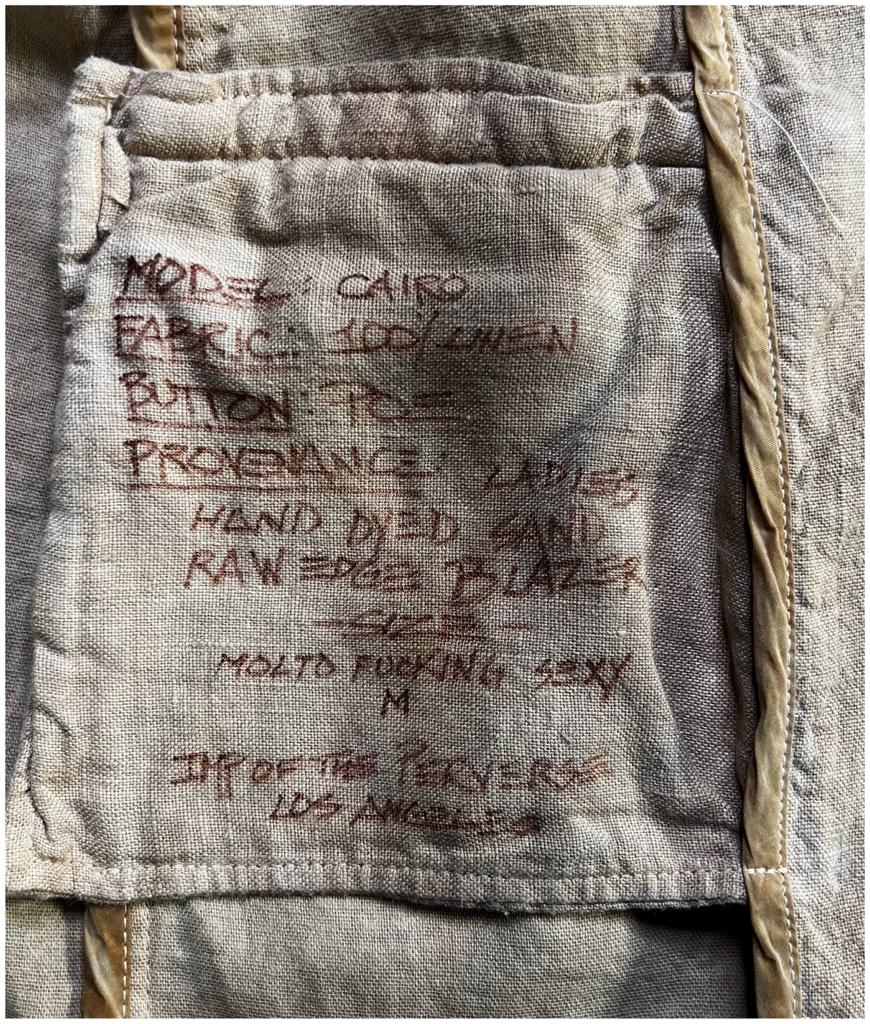 MODEL: CAIRO
FABRIC: 100/LINEN
BUTTON: POE
PROVENANCE: LADIES
HAND DYED SAND
RAW EDGE BLAZER
-SIZE-
MOLTO FUCKING SEXY
M
IMP OF THE PERVERSE
LOS ANGELES